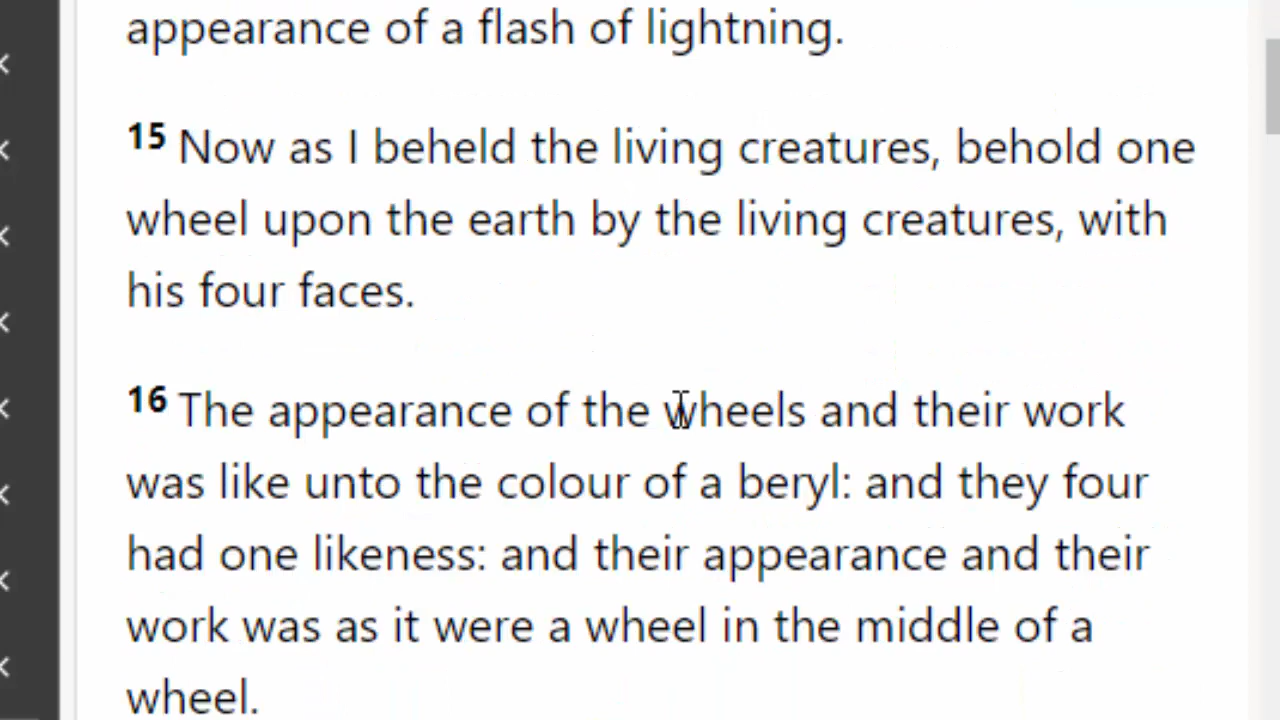 appearance of a flash of lightning.
15 Now as I beheld the living creatures, behold one
wheel upon the earth by the living creatures, with
his four faces.
16 The appearance of the wheels and their work
was like unto the colour of a beryl: and they four
had one likeness: and their appearance and their
work was as it were a wheel in the middle of a
wheel.